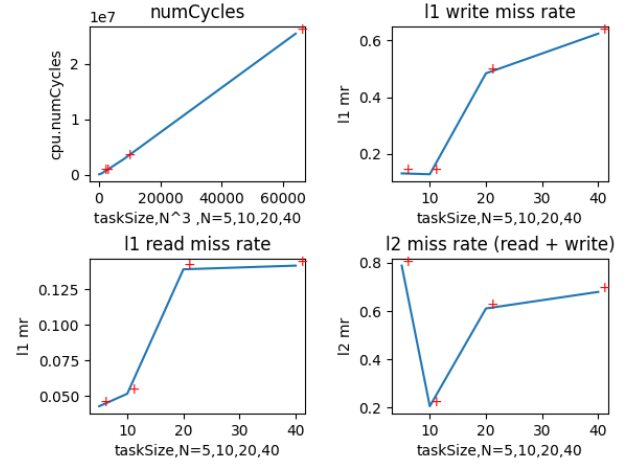 numCycles
1e7
cpu.numCycles
2
1
0
0 20000 40000 60000
taskSize,N^3 ,N=5,10,20,40
l1 write miss rate
l1 mr
0.6
0.4
0.2
10 20 30 40
taskSize,N=5,10,20,40
l1 read miss rate
l1 mr
0.125
0.100
0.075
0.050
10 20 30 40
taskSize,N=5,10,20,40
l2 miss rate (read + write)
l2 mr
0.8
0.6
0.4
0.2
10 20 30 40
taskSize,N=5,10,20,40